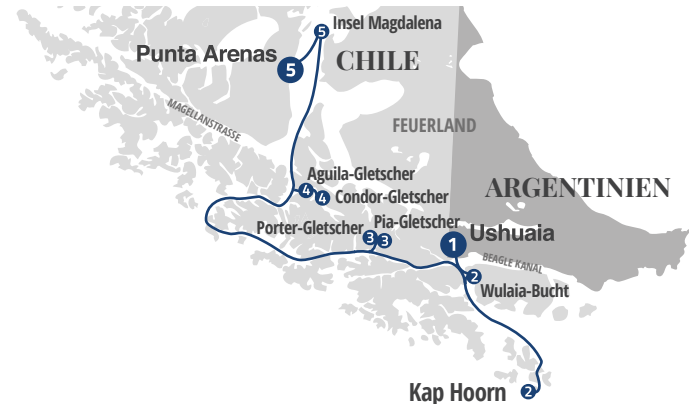 5 Insel Magdalena
Punta Arenas
5
CHILE
MAGELLANSTRASSE
FEUERLAND
Aguila-Gletscher
4
4 Condor-Gletscher
ARGENTINIEN
Pia-Gletscher
Porter-Gletscher 3 3
1 Ushuaia
BEAGLE KANAL
2
Wulaia-Bucht
Kap Hoorn 2